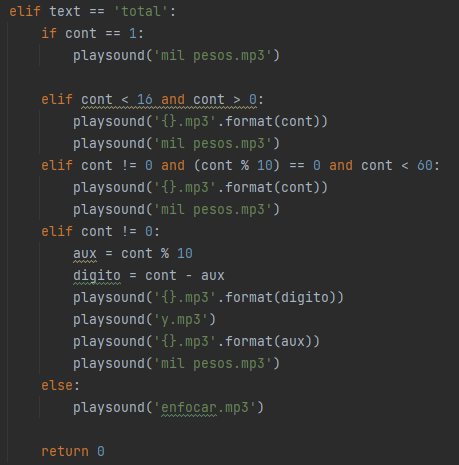 elif text == 'total':
    if cont == 1:
        playsound('mil pesos.mp3')

    elif cont < 16 and cont > 0:
        playsound('{}.mp3'.format(cont))
        playsound('mil pesos.mp3')
    elif cont != 0 and (cont % 10) == 0 and cont < 60:
        playsound('{}.mp3'.format(cont))
        playsound('mil pesos.mp3')
    elif cont != 0:
        aux = cont % 10
        digito = cont - aux
        playsound('{}.mp3'.format(digito))
        playsound('y.mp3')
        playsound('{}.mp3'.format(aux))
        playsound('mil pesos.mp3')
    else:
        playsound('enfocar.mp3')

    return 0